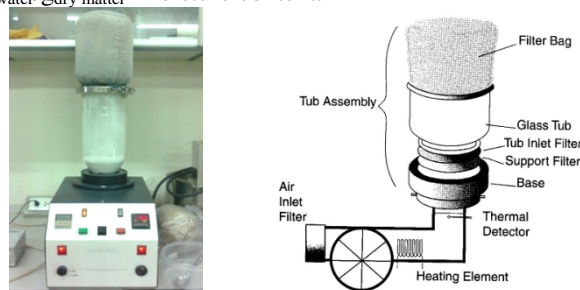 dry matter
Filter Bag
Tub Assembly
Glass Tub
Tub Inlet Filter
Support Filter
Base
Air
Inlet
Filter
Thermal
Detector
Heating Element